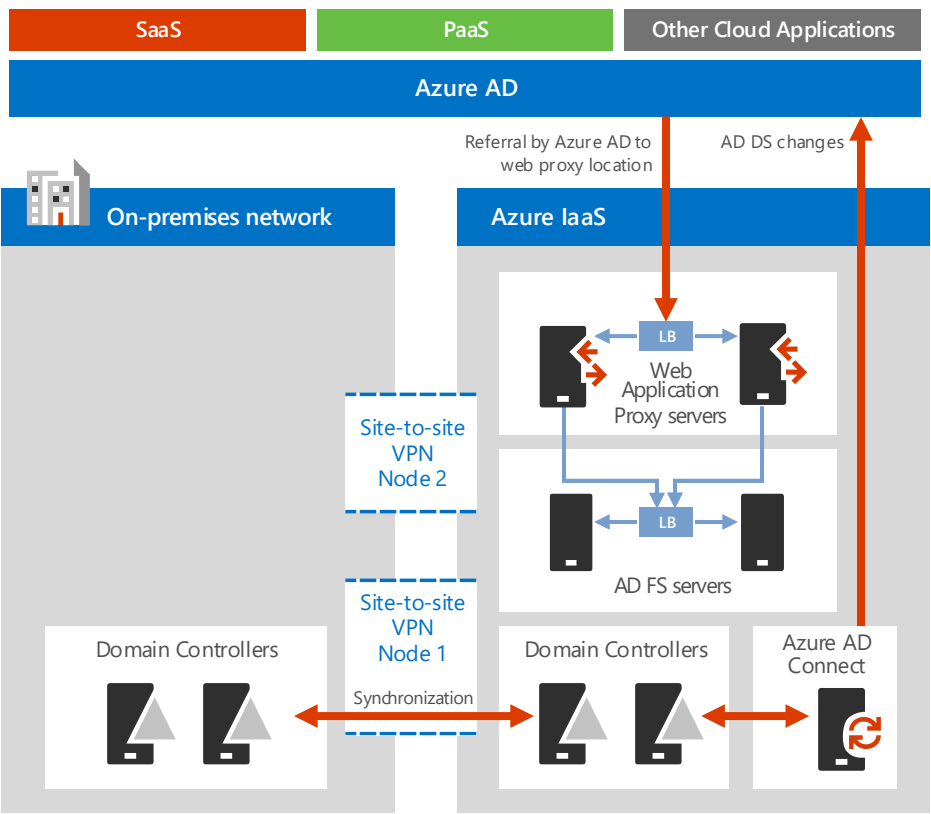 SaaS
PaaS
Other Cloud Applications
Azure AD
Referral by Azure AD to
web proxy location
AD DS changes
On-premises network
Azure IaaS
LB
Web
Application
Proxy servers
Site-to-site
VPN
Node 2
LB
AD FS servers
Site-to-site
VPN
Node 1
Domain Controllers
Synchronization
Domain Controllers
Azure AD
Connect